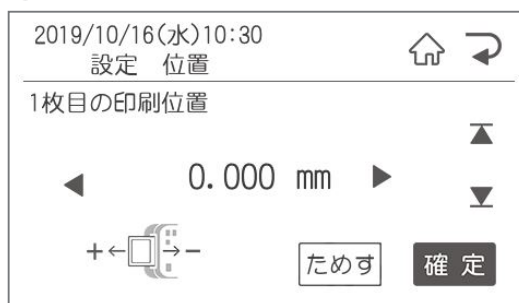 2019/10/16(水)10:30
設定 位置
1枚目の印刷位置
◀ 0.000 mm ▶
+←→−
ためす
確定